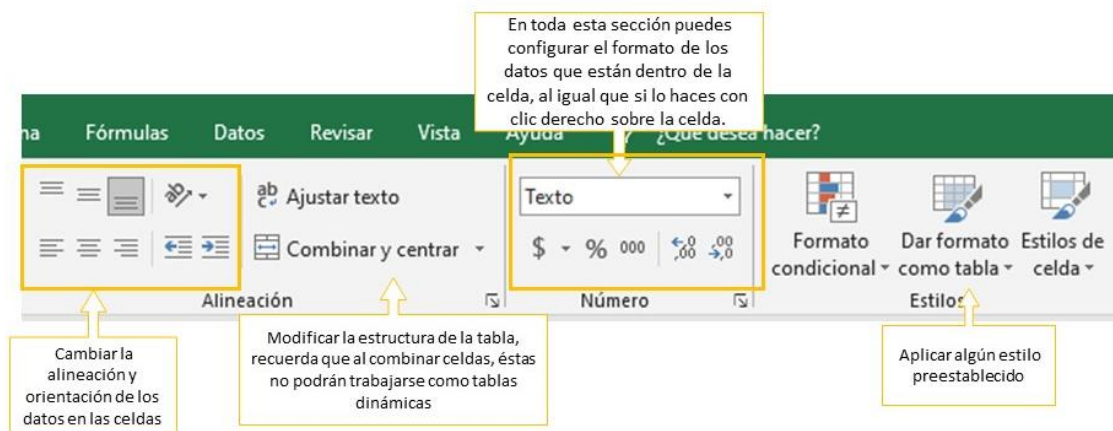 En toda esta sección puedes
configurar el formato de los
datos que están dentro de la
celda, al igual que si lo haces con
clic derecho sobre la celda.
na Fórmulas Datos Revisar Vista Ayuda ¿Qué desea hacer?
ab Ajustar texto
Texto
Combinar y centrar
$ % 000 ,00 ,00
Formato
condicional
Dar formato
como tabla
Estilos de
celda
Alineación Número Estilos
Cambiar la
alineación y
orientación de los
datos en las celdas
Modificar la estructura de la tabla,
recuerda que al combinar celdas, éstas
no podrán trabajarse como tablas
dinámicas
Aplicar algún estilo
preestablecido